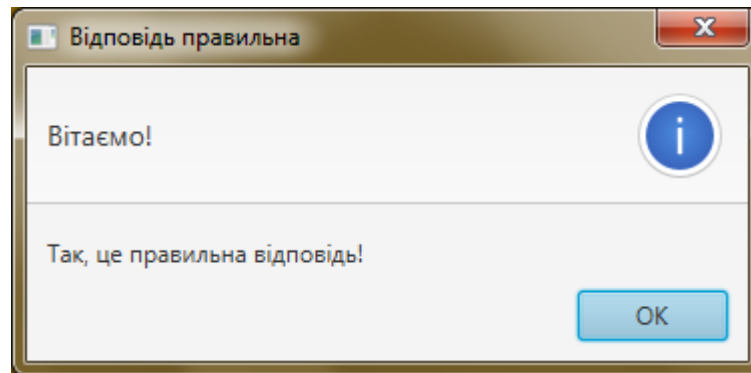 Відповідь правильна
Вітаємо!
Так, це правильна відповідь!
OK